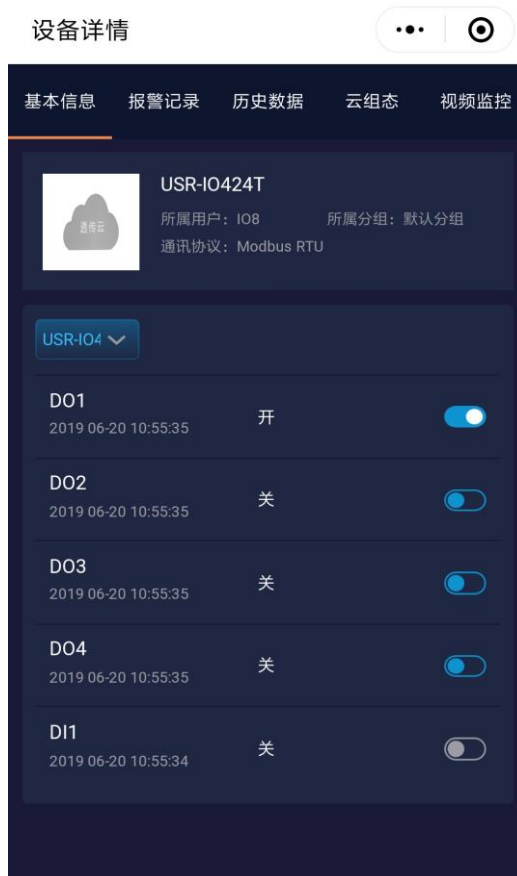 设备详情
基本信息 报警记录 历史数据 云组态 视频监控
USR-IO424T
透传云
所属用户：IO8 所属分组：默认分组
通讯协议：Modbus RTU
USR-IO4
DO1
2019 06-20 10:55:35
开
DO2
2019 06-20 10:55:35
关
DO3
2019 06-20 10:55:35
关
DO4
2019 06-20 10:55:35
关
DI1
2019 06-20 10:55:34
关